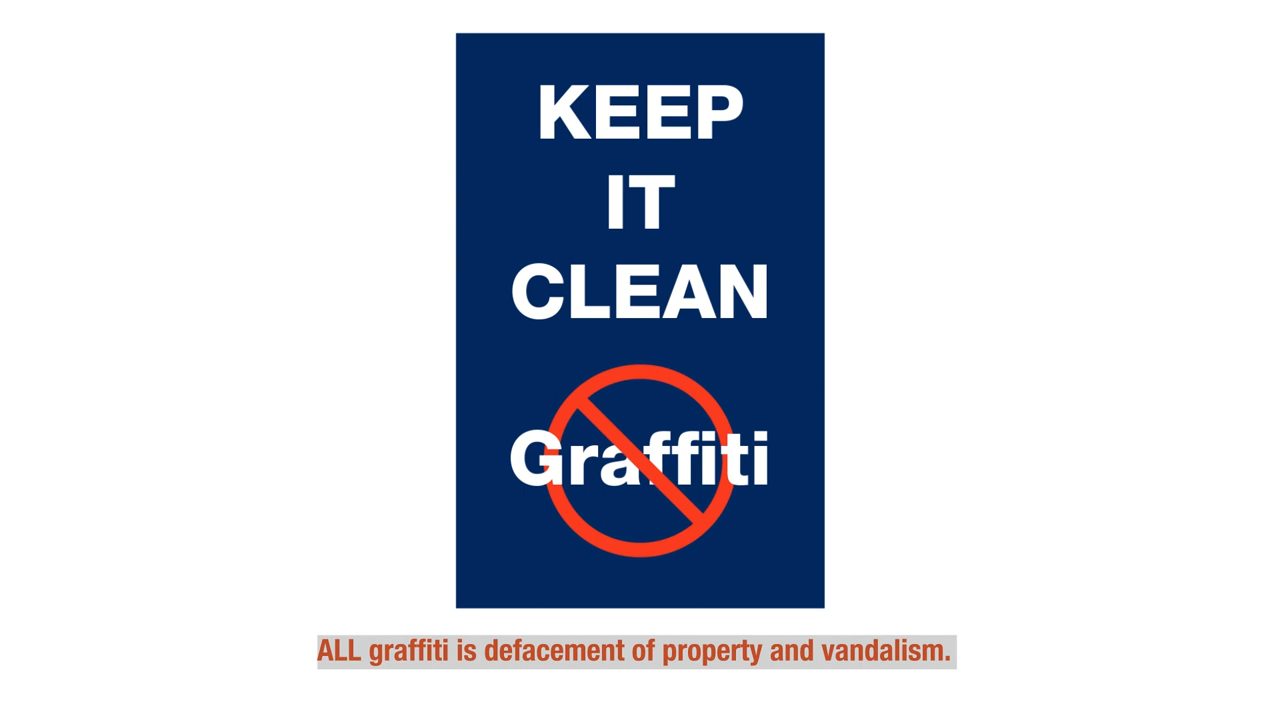 KEEP
IT
CLEAN
Graffiti
ALL graffiti is defacement of property and vandalism.